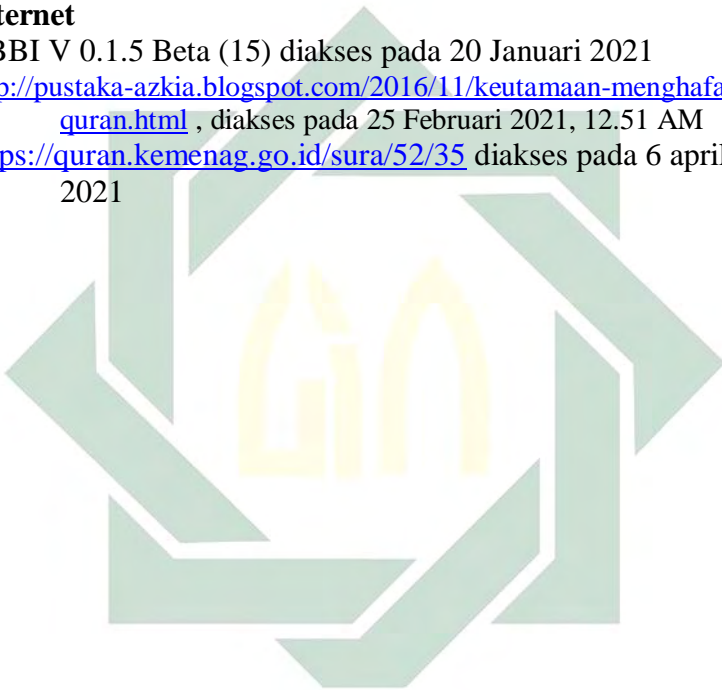 ternet
BBI V 0.1.5 Beta (15) diakses pada 20 Januari 2021
p://pustaka-azkia.blogspot.com/2016/11/keutamaan-menghafa
quran.html , diakses pada 25 Februari 2021, 12.51 AM
ps://quran.kemenag.go.id/sura/52/35 diakses pada 6 april
2021